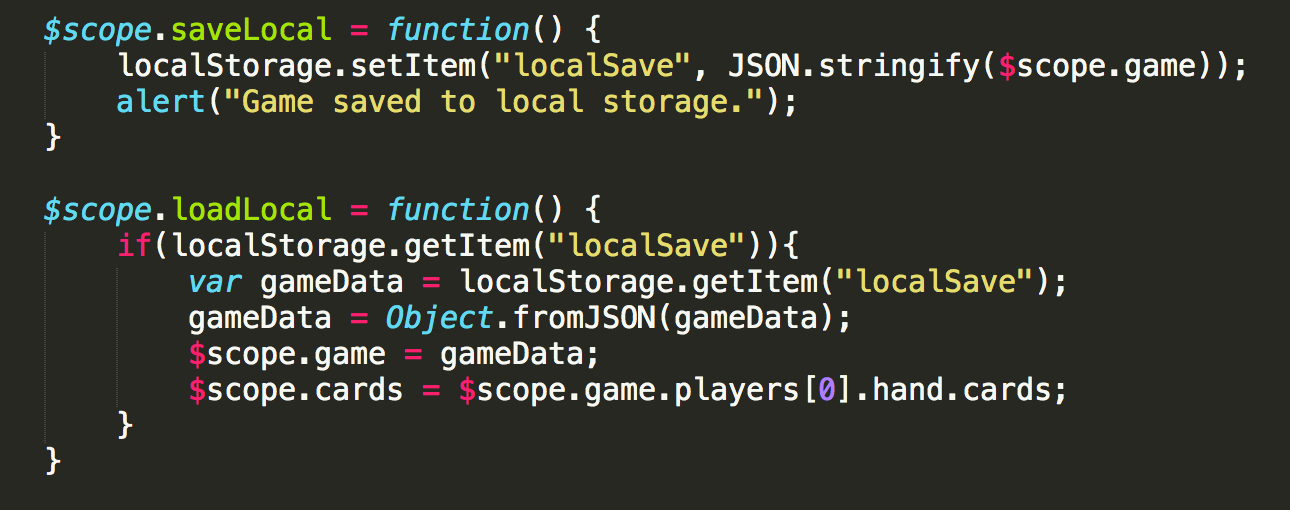 $scope.saveLocal = function() {
    localStorage.setItem("localSave", JSON.stringify($scope.game));
    alert("Game saved to local storage.");
}

$scope.loadLocal = function() {
    if(localStorage.getItem("localSave")){
        var gameData = localStorage.getItem("localSave");
        gameData = Object.fromJSON(gameData);
        $scope.game = gameData;
        $scope.cards = $scope.game.players[0].hand.cards;
    }
}